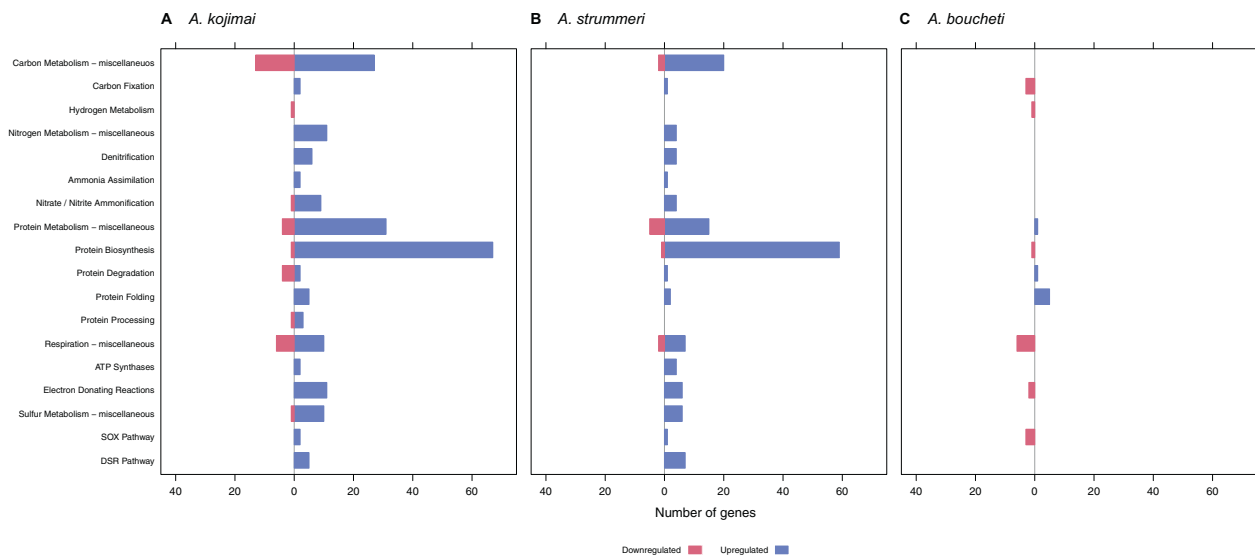 A A. kojimai
B A. strummeri
C A. boucheti
Carbon Metabolism − miscellaneuos
Carbon Fixation
Hydrogen Metabolism
Nitrogen Metabolism − miscellaneous
Denitrification
Ammonia Assimilation
Nitrate / Nitrite Ammonification
Protein Metabolism − miscellaneous
Protein Biosynthesis
Protein Degradation
Protein Folding
Protein Processing
Respiration − miscellaneous
ATP Synthases
Electron Donating Reactions
Sulfur Metabolism − miscellaneous
SOX Pathway
DSR Pathway
40 20 0 20 40 60
40 20 0 20 40 60
40 20 0 20 40 60
Number of genes
Downregulated Upregulated